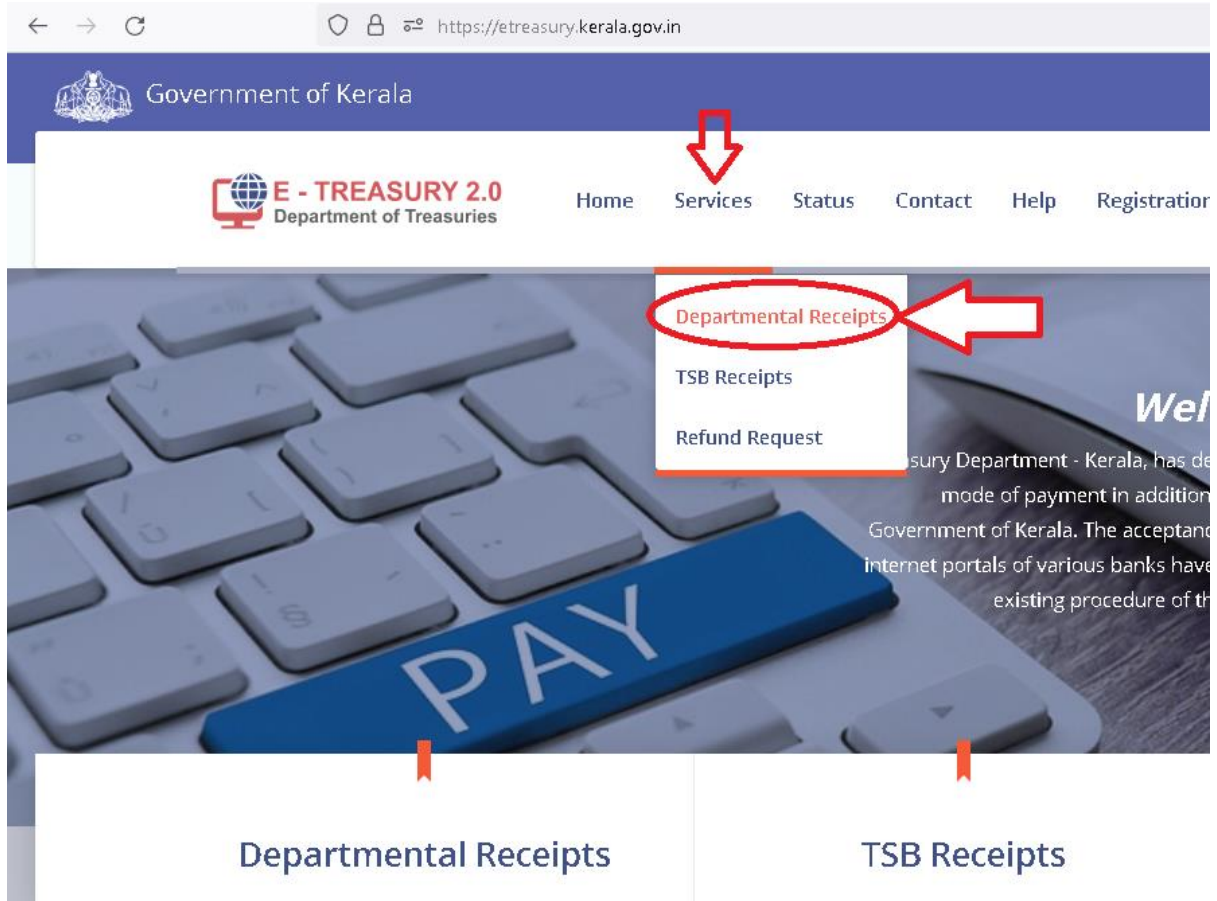 https://etreasury.kerala.gov.in
Government of Kerala
E - TREASURY 2.0
Department of Treasuries
Home Services Status Contact Help Registration
Departmental Receipts
TSB Receipts
Refund Request
Wel
sury Department - Kerala, has de
mode of payment in addition
Government of Kerala. The acceptanc
internet portals of various banks have
existing procedure of th
PAY
Departmental Receipts
TSB Receipts